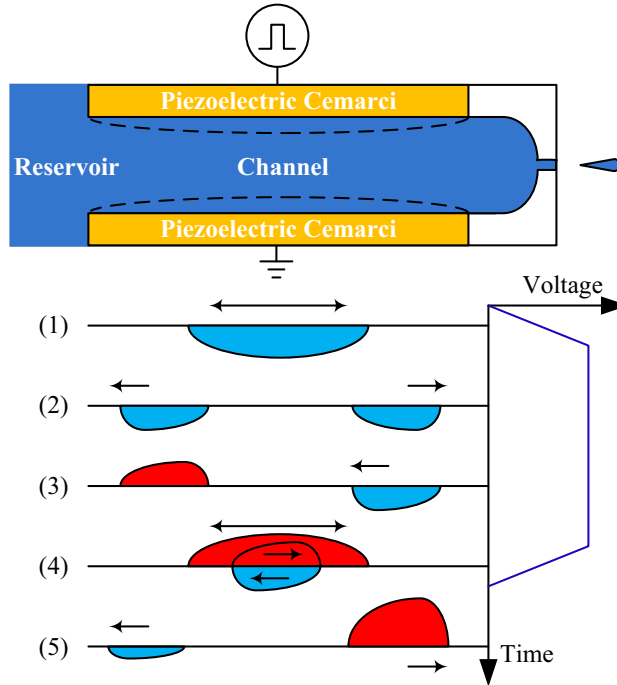 Piezoelectric Cemarci
Reservoir
Channel
Piezoelectric Cemarci
Voltage
(1)
(2)
(3)
(4)
(5)
Time